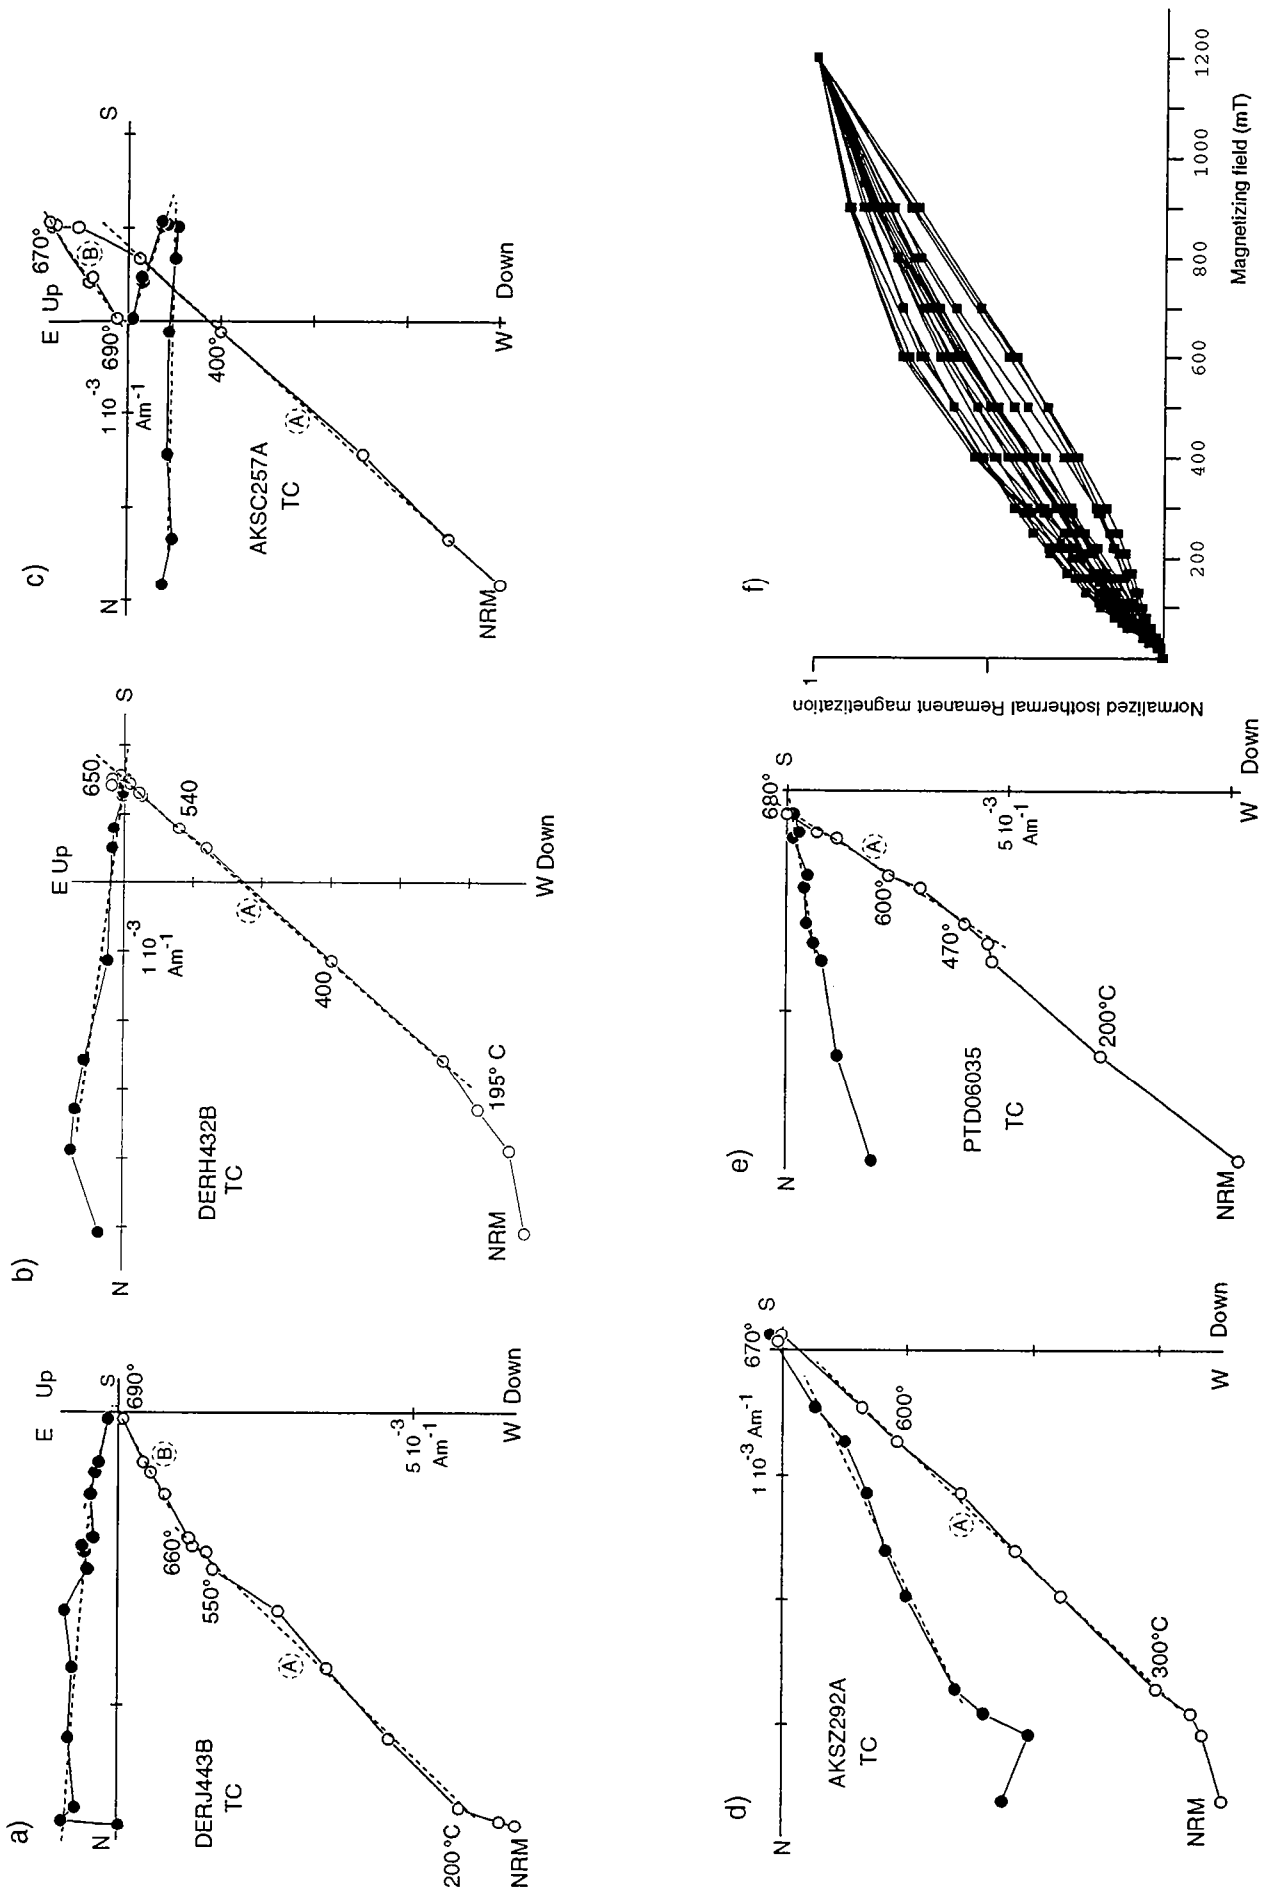 a)
E Up
S
690°
B
660°
550°
A
5 10⁻³
Am⁻¹
DERJ443B
TC
200°C
N
NRM
W Down
b)
E Up
S
650
540
A
1 10⁻³
Am⁻¹
400
195° C
DERH432B
TC
NRM
N
W Down
c)
E Up
S
670°
B
690°
1 10⁻³
Am⁻¹
400°
A
AKSC257A
TC
N
NRM
W Down
d)
670°
S
600°
1 10⁻³ Am⁻¹
A
300°C
AKSZ292A
TC
N
NRM
W Down
e)
680°
S
A
600°
470°
5 10⁻³
Am⁻¹
200°C
PTD06035
TC
N
NRM
W Down
f)
1
Normalized Isothermal Remanent magnetization
200 400 600 800 1000 1200
Magnetizing field (mT)